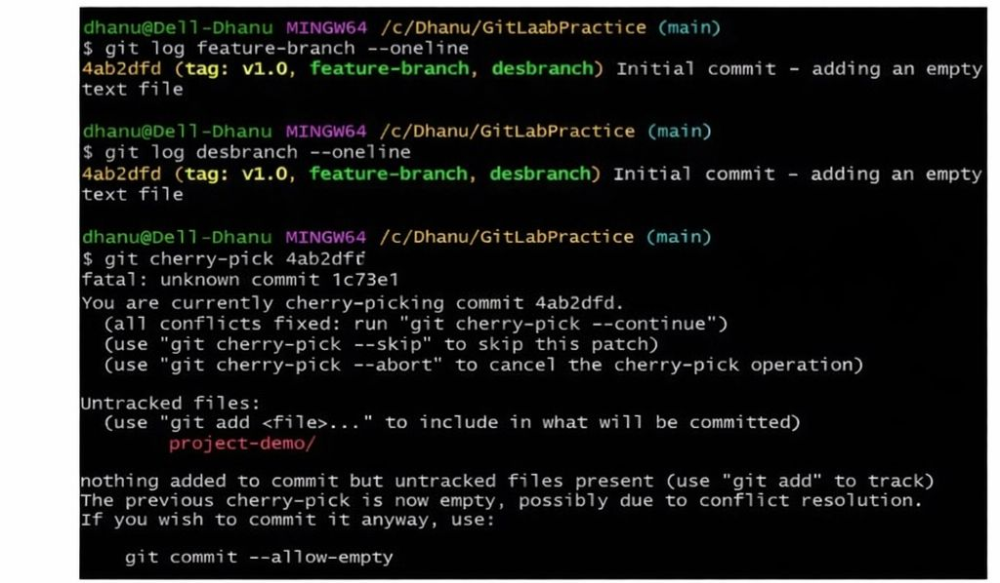 dhanu@Dell-Dhanu MINGW64 /c/Dhanu/GitLaabPractice (main)
$ git log feature-branch --oneline
4ab2dfd (tag: v1.0, feature-branch, desbranch) Initial commit - adding an empty
text file
dhanu@Dell-Dhanu MINGW64 /c/Dhanu/GitLabPractice (main)
$ git log desbranch --oneline
4ab2dfd (tag: v1.0, feature-branch, desbranch) Initial commit - adding an empty
text file
dhanu@Dell-Dhanu MINGW64 /c/Dhanu/GitLabPractice (main)
$ git cherry-pick
fatal: unknown commit 1c73e1
You are currently cherry-picking commit 4ab2dfd.
(all conflicts fixed: run "git cherry-pick --continue")
(use "git cherry-pick --skip" to skip this patch)
(use "git cherry-pick --abort" to cancel the cherry-pick operation)
Untracked files:
(use "git add <file>..." to include in what will be committed)
project-demo/
nothing added to commit but untracked files present (use "git add" to track)
The previous cherry-pick is now empty, possibly due to conflict resolution.
If you wish to commit it anyway, use:
git commit --allow-empty